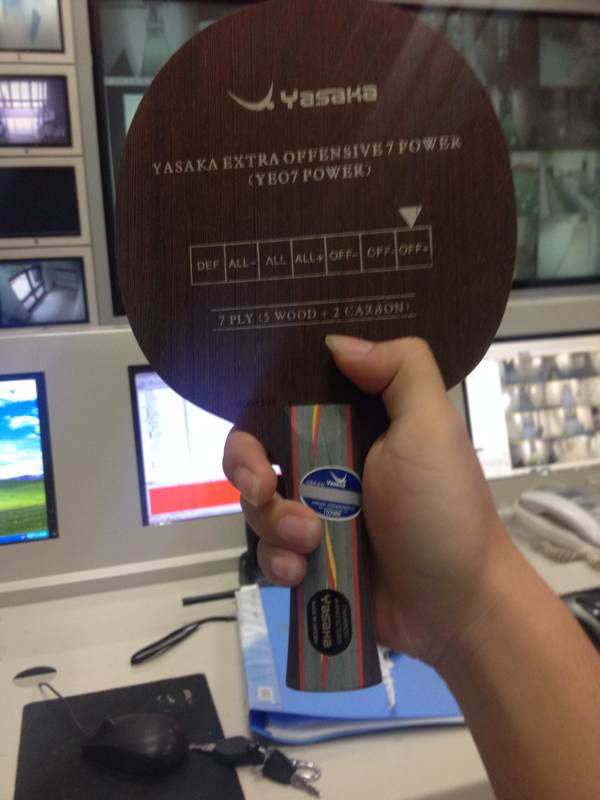 Yasaka
YASAKA EXTRA OFFENSIVE 7 POWER
(YEO7 POWER)
DEF ALL- ALL ALL+ OFF- OFF OFF+
7 PLY (5 WOOD + 2 CARBON)
Yasaka
Yasaka